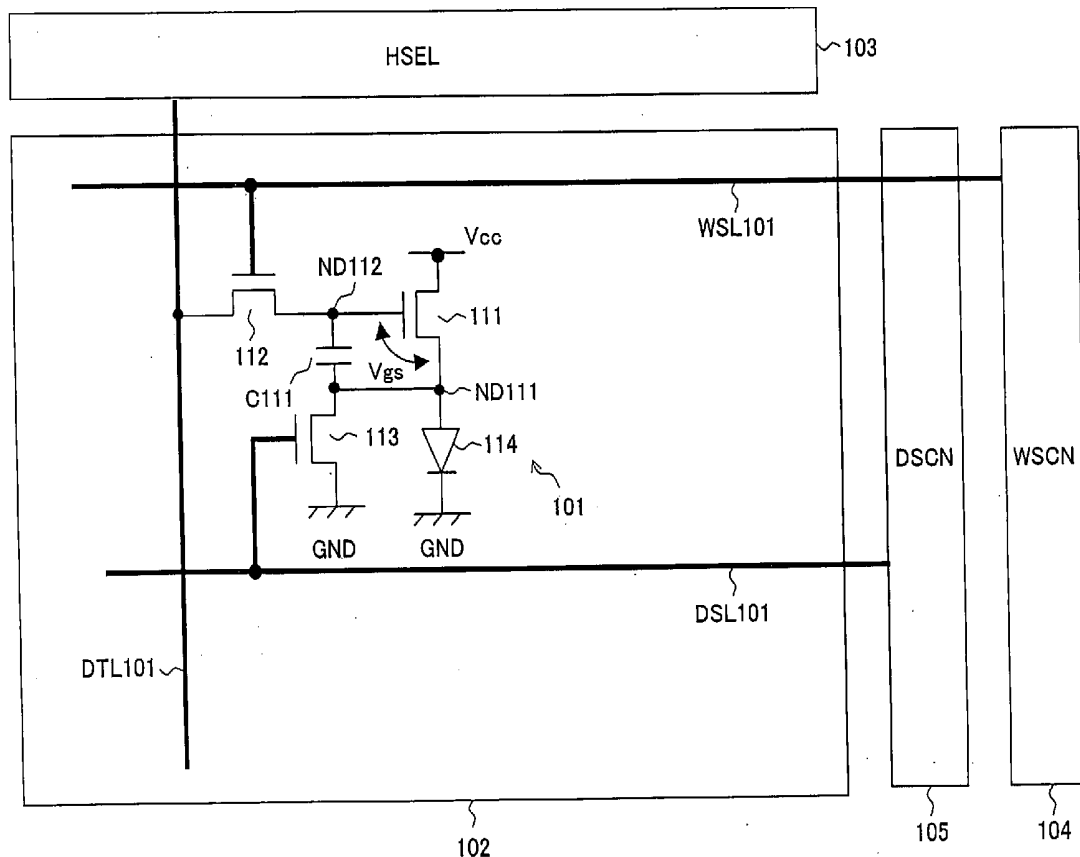 HSEL
103
WSL101
Vcc
ND112
111
112
Vgs
C111
ND111
113
114
DSCN
WSCN
101
GND
GND
DSL101
DTL101
102
105
104